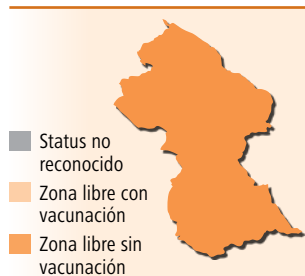 Status no
reconocido
Zona libre con
vacunación
Zona libre sin
vacunación